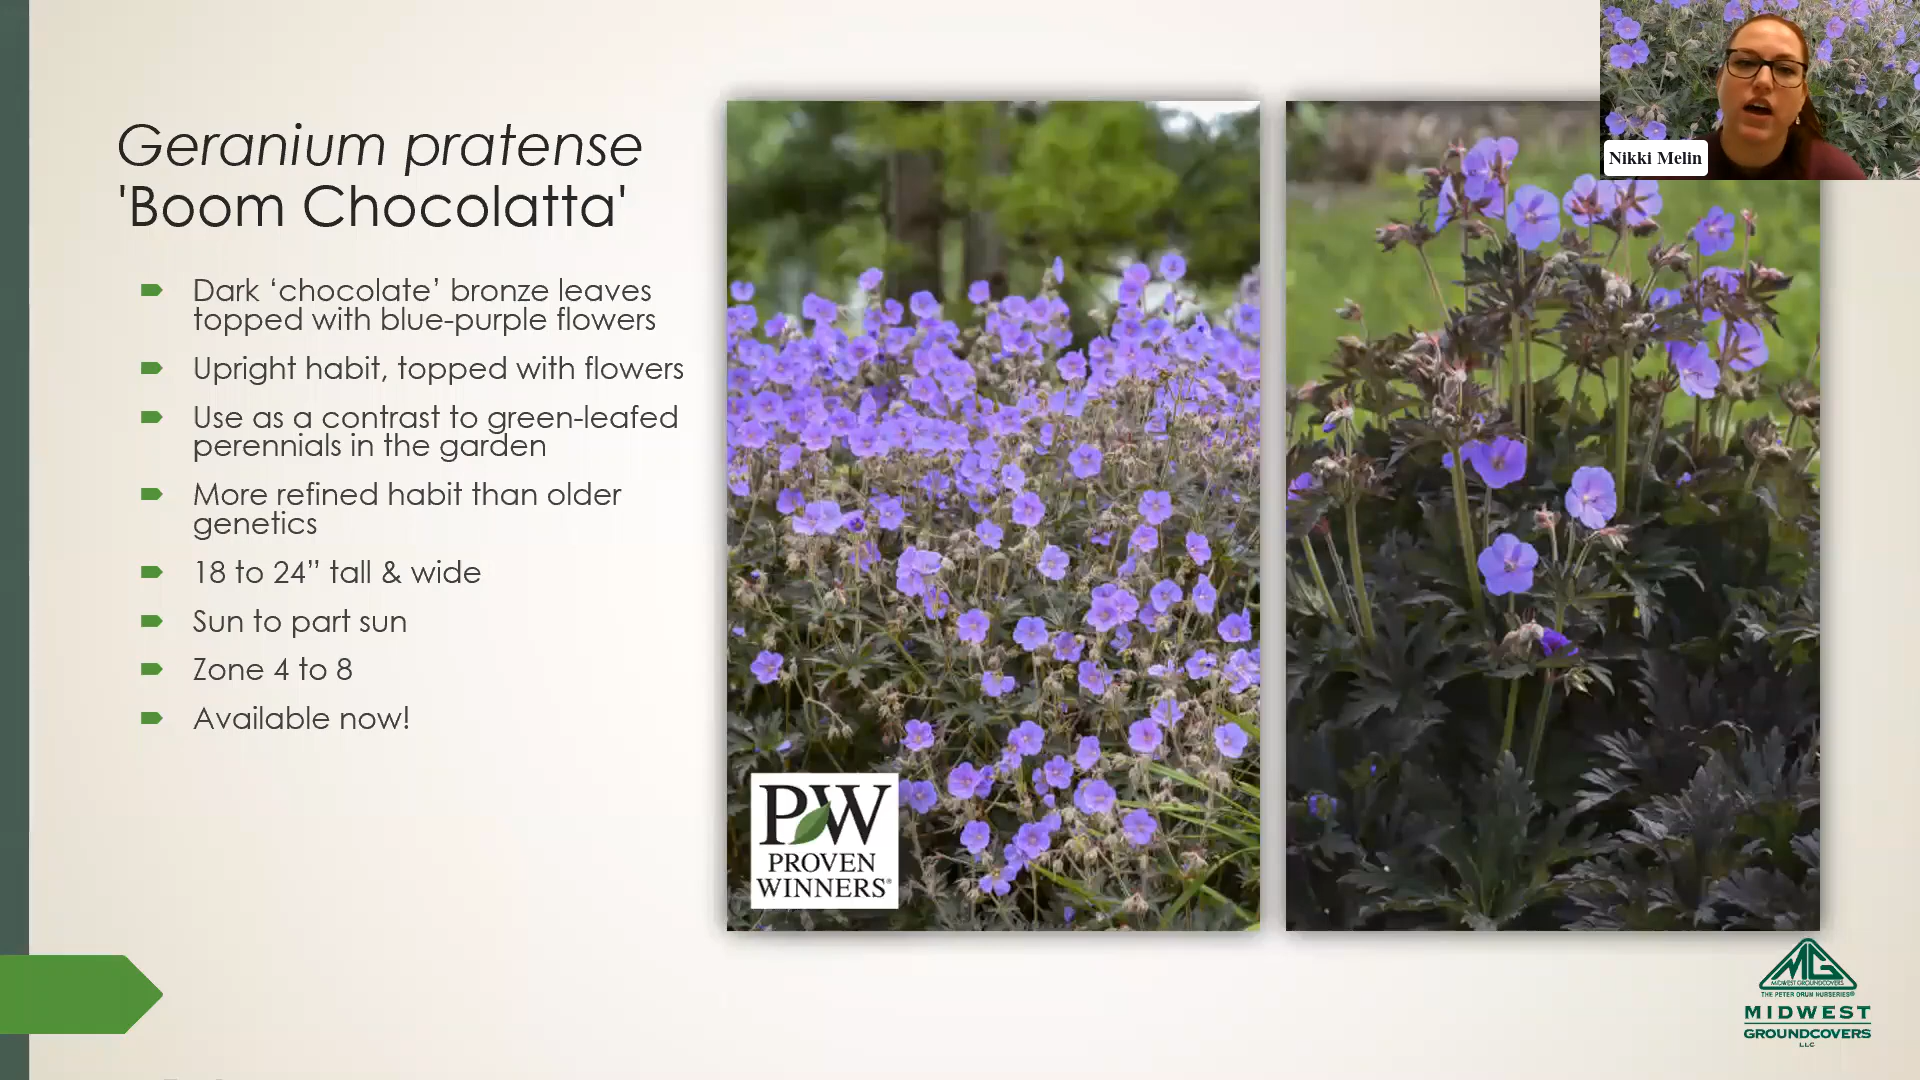 Geranium pratense
'Boom Chocolatta'
Dark ‘chocolate’ bronze leaves
topped with blue-purple flowers
Upright habit, topped with flowers
Use as a contrast to green-leafed
perennials in the garden
More refined habit than older
genetics
18 to 24” tall & wide
Sun to part sun
Zone 4 to 8
Available now!
PW
PROVEN
WINNERS®
Nikki Melin
MG
MIDWEST GROUNDCOVERS
THE PETER ORUM NURSERIES®
MIDWEST
GROUNDCOVERS
LLC